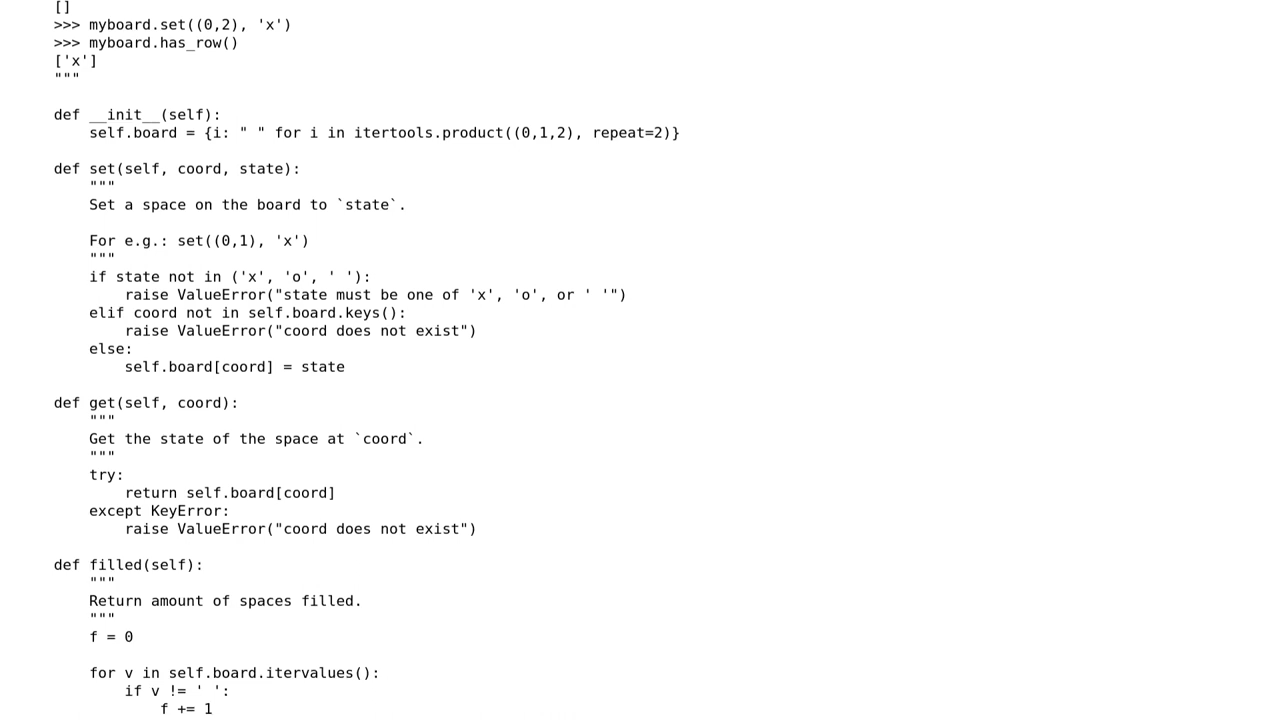 []
>>> myboard.set((0,2), 'x')
>>> myboard.has_row()
['x']
"""
def __init__(self):
    self.board = {i: " " for i in itertools.product((0,1,2), repeat=2)}
def set(self, coord, state):
    """
    Set a space on the board to `state`.
    For e.g.: set((0,1), 'x')
    """
    if state not in ('x', 'o', ' '):
        raise ValueError("state must be one of 'x', 'o', or ' '")
    elif coord not in self.board.keys():
        raise ValueError("coord does not exist")
    else:
        self.board[coord] = state
def get(self, coord):
    """
    Get the state of the space at `coord`.
    """
    try:
        return self.board[coord]
    except KeyError:
        raise ValueError("coord does not exist")
def filled(self):
    """
    Return amount of spaces filled.
    """
    f = 0
    for v in self.board.itervalues():
        if v != ' ':
            f += 1